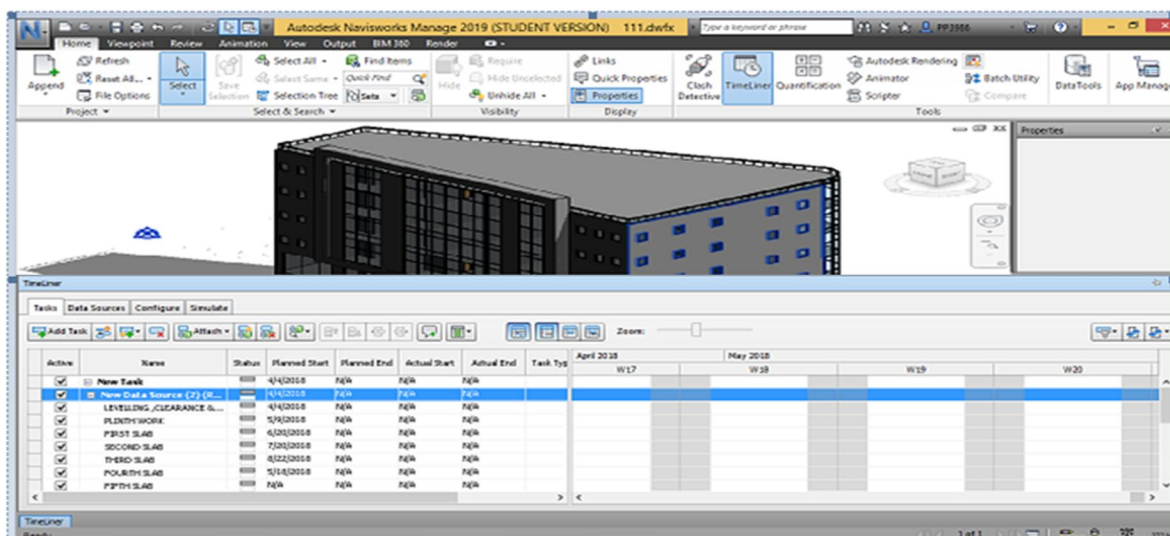 Autodesk Navisworks Manage 2019 (STUDENT VERSION) 111.dwfx Type a keyword or phrase
Home Viewpoint Review Animation View Output BIM 360 Render
Refresh Select All Find Items Require Links Autodesk Rendering
Reset All... Select Same Quick Find Hide Unselected Quick Properties Animator Batch Utility
Append File Options Select Save Selection Selection Tree Sets Hide Unhide All Properties Clash Detective TimeLiner Quantification Scripter Compare DataTools App Manage
Project Select & Search Visibility Display Tools
Properties
TimeLiner
Tasks Data Sources Configure Simulate
Add Task Attach Zoom:
Active Name Status Planned Start Planned End Actual Start Actual End Task Typ April 2018 May 2018
W17 W18 W19 W20
New Task 4/4/2018 N/A N/A N/A
New Data Source (2) (R... 4/4/2018 N/A N/A N/A
LEVELLING ,CLEARANCE &... 4/4/2018 N/A N/A N/A
PLINTH WORK 5/9/2018 N/A N/A N/A
FIRST SLAB 6/20/2018 N/A N/A N/A
SECOND SLAB 7/20/2018 N/A N/A N/A
THIRD SLAB 8/22/2018 N/A N/A N/A
FOURTH SLAB 5/18/2018 N/A N/A N/A
FIFTH SLAB N/A N/A N/A N/A
TimeLiner
Ready
1 of 1